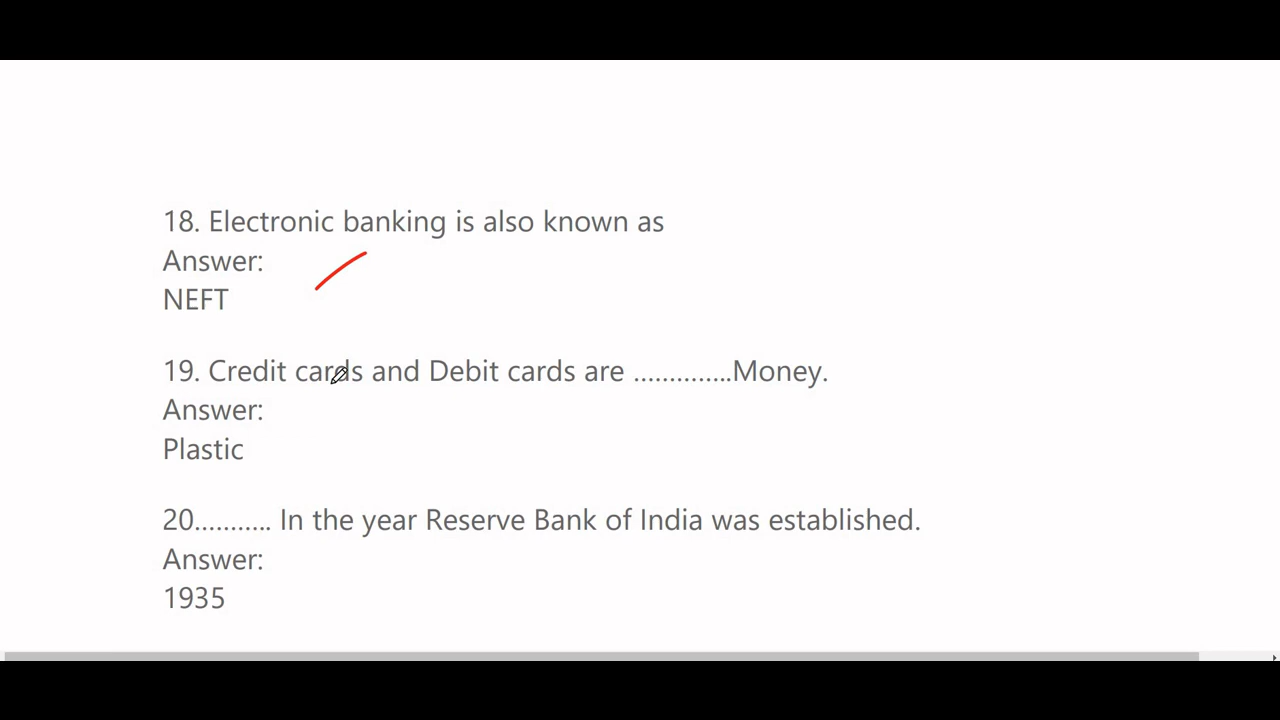 18. Electronic banking is also known as
Answer:
NEFT
19. Credit cards and Debit cards are …………..Money.
Answer:
Plastic
20……….. In the year Reserve Bank of India was established.
Answer:
1935